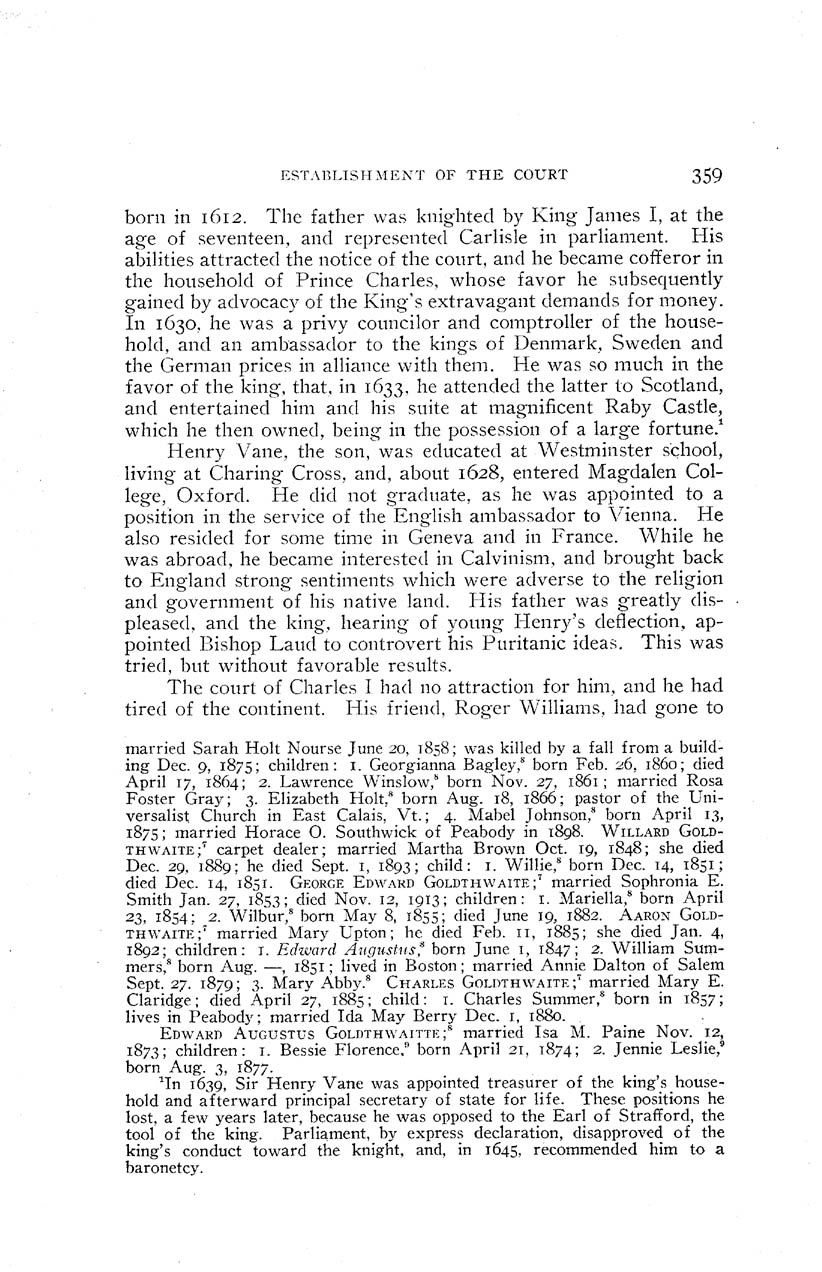 ESTABLISHMENT OF THE COURT 359
born in 1612. The father was knighted by King James I, at the
age of seventeen, and represented Carlisle in parliament. His
abilities attracted the notice of the court, and he became cofferor in
the household of Prince Charles, whose favor he subsequently
gained by advocacy of the King's extravagant demands for money.
In 1630, he was a privy councilor and comptroller of the house-
hold, and an ambassador to the kings of Denmark, Sweden and
the German prices in alliance with them. He was so much in the
favor of the king, that, in 1633, he attended the latter to Scotland,
and entertained him and his suite at magnificent Raby Castle,
which he then owned, being in the possession of a large fortune.¹
Henry Vane, the son, was educated at Westminster school,
living at Charing Cross, and, about 1628, entered Magdalen Col-
lege, Oxford. He did not graduate, as he was appointed to a
position in the service of the English ambassador to Vienna. He
also resided for some time in Geneva and in France. While he
was abroad, he became interested in Calvinism, and brought back
to England strong sentiments which were adverse to the religion
and government of his native land. His father was greatly dis-
pleased, and the king, hearing of young Henry's deflection, ap-
pointed Bishop Laud to controvert his Puritanic ideas. This was
tried, but without favorable results.
The court of Charles I had no attraction for him, and he had
tired of the continent. His friend, Roger Williams, had gone to
married Sarah Holt Nourse June 20, 1858; was killed by a fall from a build-
ing Dec. 9, 1875; children: 1. Georgianna Bagley,⁸ born Feb. 26, 1860; died
April 17, 1864; 2. Lawrence Winslow,⁸ born Nov. 27, 1861; married Rosa
Foster Gray; 3. Elizabeth Holt,⁸ born Aug. 18, 1866; pastor of the Uni-
versalist Church in East Calais, Vt.; 4. Mabel Johnson,⁸ born April 13,
1875; married Horace O. Southwick of Peabody in 1898. WILLARD GOLD-
THWAITE;⁷ carpet dealer; married Martha Brown Oct. 19, 1848; she died
Dec. 29, 1889; he died Sept. 1, 1893; child: 1. Willie,⁸ born Dec. 14, 1851;
died Dec. 14, 1851. GEORGE EDWARD GOLDTHWAITE;⁷ married Sophronia E.
Smith Jan. 27, 1853; died Nov. 12, 1913; children: 1. Mariella,⁸ born April
23, 1854; 2. Wilbur,⁸ born May 8, 1855; died June 19, 1882. AARON GOLD-
THWAITE;⁷ married Mary Upton; he died Feb. 11, 1885; she died Jan. 4,
1892; children: 1. Edward Augustus,⁸ born June 1, 1847; 2. William Sum-
mers,⁸ born Aug. —, 1851; lived in Boston; married Annie Dalton of Salem
Sept. 27. 1879; 3. Mary Abby.⁸ CHARLES GOLDTHWAITE;⁷ married Mary E.
Claridge; died April 27, 1885; child: 1. Charles Summer,⁸ born in 1857;
lives in Peabody; married Ida May Berry Dec. 1, 1880.
EDWARD AUGUSTUS GOLDTHWAITTE;⁸ married Isa M. Paine Nov. 12,
1873; children: 1. Bessie Florence,⁹ born April 21, 1874; 2. Jennie Leslie,⁹
born Aug. 3, 1877.
¹In 1639, Sir Henry Vane was appointed treasurer of the king's house-
hold and afterward principal secretary of state for life. These positions he
lost, a few years later, because he was opposed to the Earl of Strafford, the
tool of the king. Parliament, by express declaration, disapproved of the
king's conduct toward the knight, and, in 1645, recommended him to a
baronetcy.